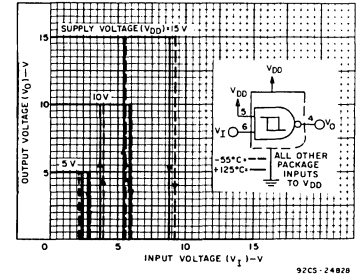 SUPPLY VOLTAGE (VDD)=15 V
15
10 V
10
5 V
5
0
5
10
15
OUTPUT VOLTAGE (VO)—V
INPUT VOLTAGE (VI)—V
VDD
VDD
5
VI
6
4
VO
-55°C=
+125°C=
ALL OTHER
PACKAGE
INPUTS
TO VDD
92CS-24828